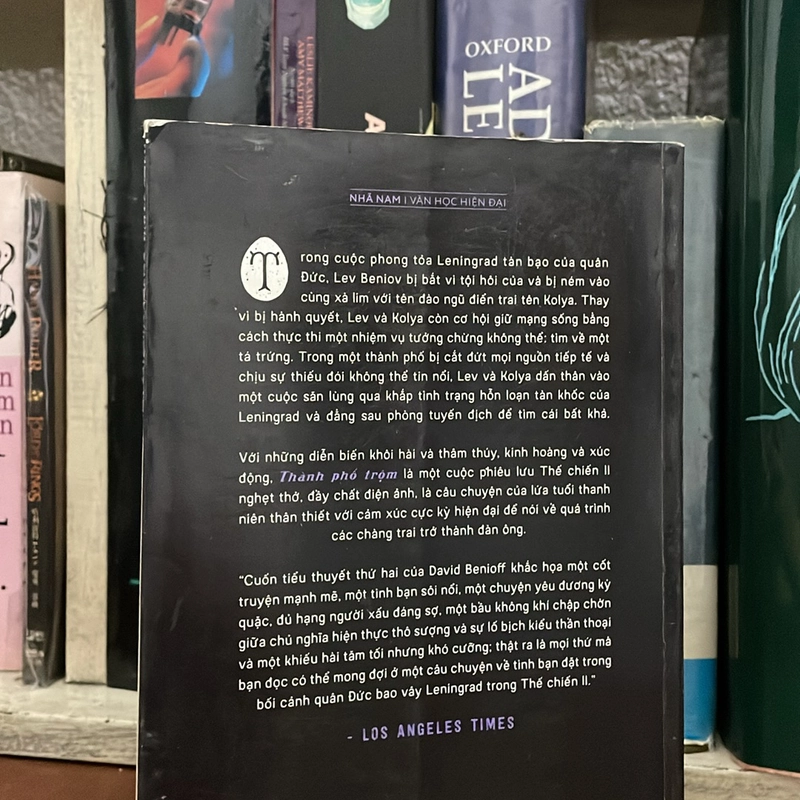 OXFORD
AD
LE
LESLIE KAMINOF
AMY MATTHEW
A
NHÃ NAM | VĂN HỌC HIỆN ĐẠI
Trong cuộc phong tỏa Leningrad tàn bạo của quân
Đức, Lev Beniov bị bắt vì tội hôi của và bị ném vào
cùng xà lim với tên đào ngũ điển trai tên Kolya. Thay
vì bị hành quyết, Lev và Kolya còn cơ hội giữ mạng sống bằng
cách thực thi một nhiệm vụ tưởng chừng không thể: tìm về một
tá trứng. Trong một thành phố bị cắt đứt mọi nguồn tiếp tế và
chịu sự thiếu đói không thể tin nổi, Lev và Kolya dấn thân vào
một cuộc săn lùng qua khắp tình trạng hỗn loạn tàn khốc của
Leningrad và đằng sau phòng tuyến địch để tìm cái bất khả.
Với những diễn biến khôi hài và thâm thúy, kinh hoàng và xúc
động, Thành phố trộm là một cuộc phiêu lưu Thế chiến II
nghẹt thở, đầy chất điện ảnh, là câu chuyện của lứa tuổi thanh
niên thân thiết với cảm xúc cực kỳ hiện đại để nói về quá trình
các chàng trai trở thành đàn ông.
“Cuốn tiểu thuyết thứ hai của David Benioff khắc họa một cốt
truyện mạnh mẽ, một tình bạn sôi nổi, một chuyện yêu đương kỳ
quặc, đủ hạng người xấu đáng sợ, một bầu không khí chập chờn
giữa chủ nghĩa hiện thực thô sượng và sự lố bịch kiểu thần thoại
và một khiếu hài tăm tối nhưng khó cưỡng; thật ra là mọi thứ mà
bạn đọc có thể mong đợi ở một câu chuyện về tình bạn đặt trong
bối cảnh quân Đức bao vây Leningrad trong Thế chiến II.”
- LOS ANGELES TIMES